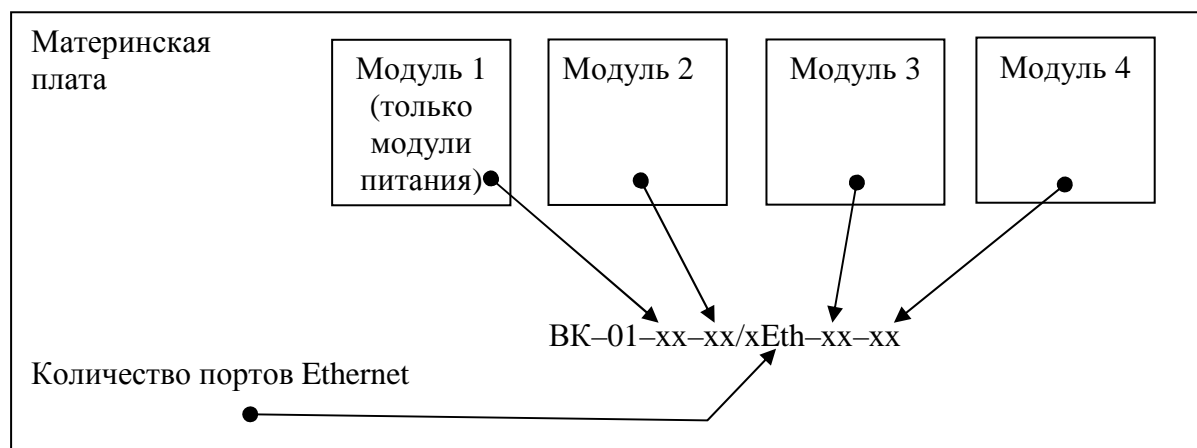 Материнская
плата
Модуль 1
(только
модули
питания)
Модуль 2
Модуль 3
Модуль 4
ВК–01–хх–хх/хEth–хх–хх
Количество портов Ethernet